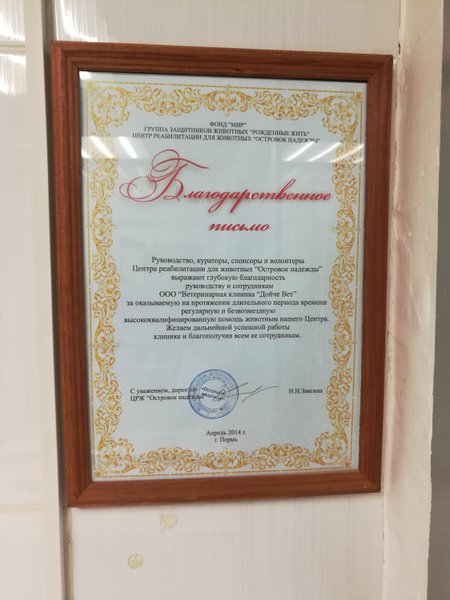 ФОНД "МИР"
ГРУППА ЗАЩИТНИКОВ ЖИВОТНЫХ "РОЖДЕННЫЕ ЖИТЬ"
ЦЕНТР РЕАБИЛИТАЦИИ ДЛЯ ЖИВОТНЫХ "ОСТРОВОК НАДЕЖДЫ"
Благодарственное
письмо
Руководство, кураторы, спонсоры и волонтеры
Центра реабилитации для животных "Островок надежды"
выражают глубокую благодарность
руководству и сотрудникам
ООО "Ветеринарная клиника "Дойче Вет"
за оказываемую на протяжении длительного периода времени
регулярную и безвозмездную
высококвалифицированную помощь животным нашего Центра.
Желаем дальнейшей успешной работы
клинике и благополучия всем ее сотрудникам.
С уважением, директор
ЦРЖ "Островок надежды"
Н.Н.Звягина
Апрель 2014 г.
г. Пермь